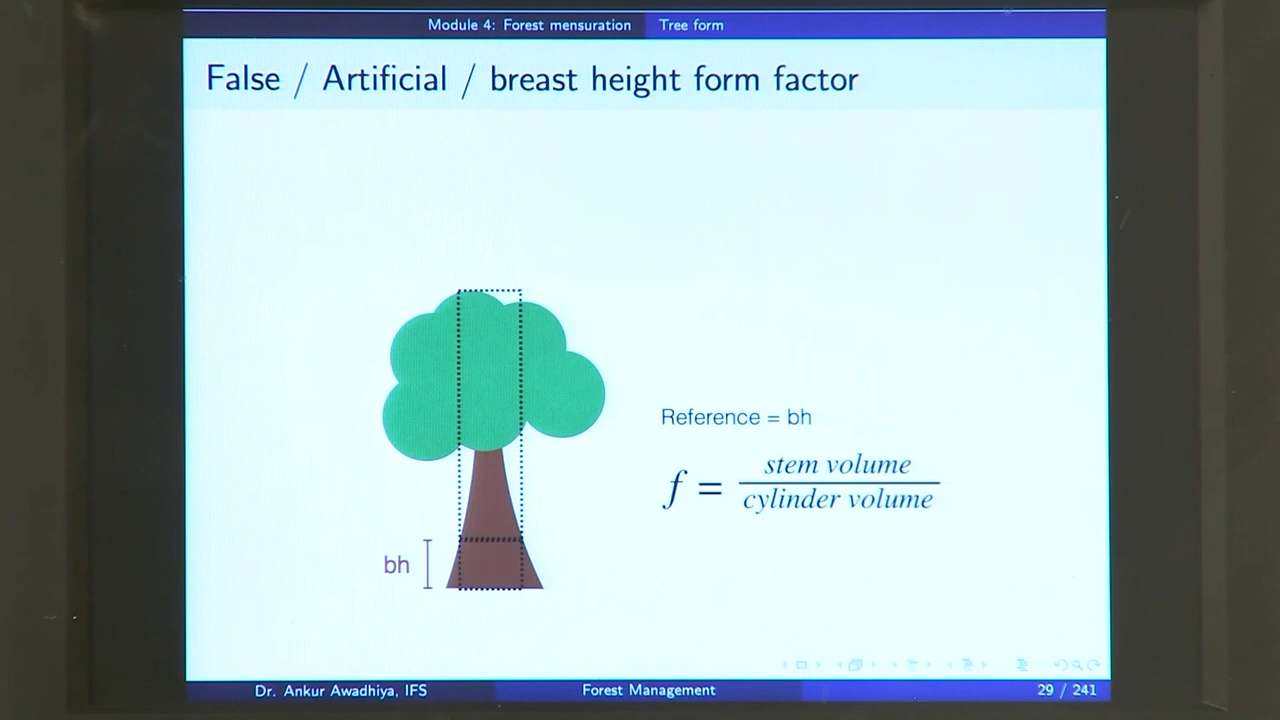 Module 4: Forest mensuration Tree form
False / Artificial / breast height form factor
Reference = bh
f = stem volume / cylinder volume
bh
Dr. Ankur Awadhiya, IFS Forest Management 29 / 241